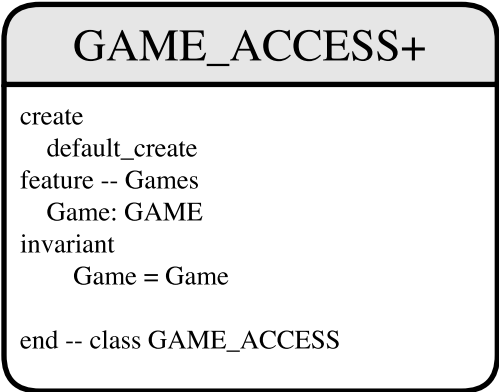 GAME_ACCESS+
create
default_create
feature -- Games
Game: GAME
invariant
Game = Game
end -- class GAME_ACCESS